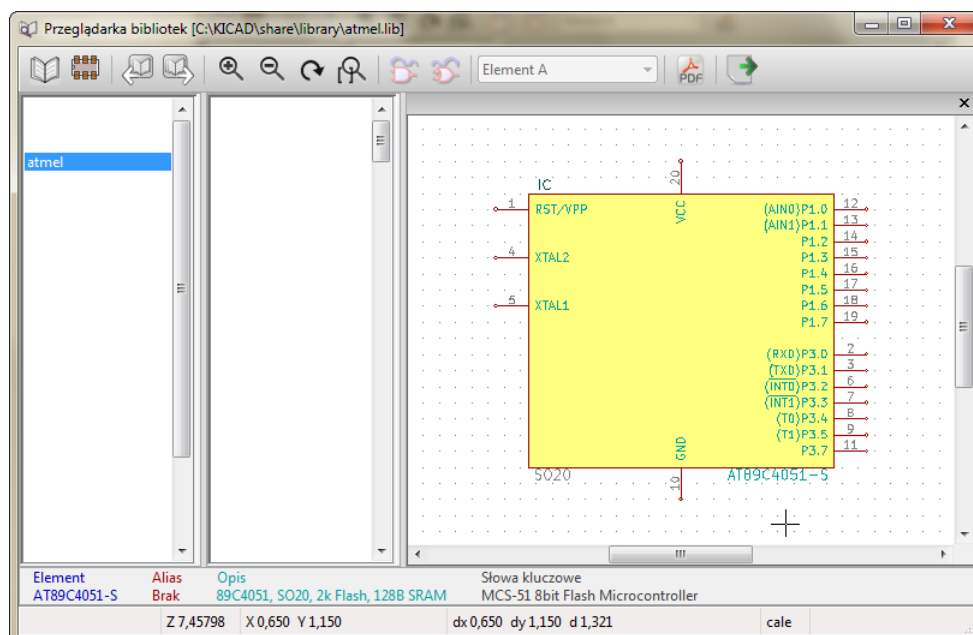 Przeglądarka bibliotek [C:\KICAD\share\library\atmel.lib]
Element A
PDF
atmel
IC
20
VCC
1 RST/VPP
4 XTAL2
5 XTAL1
(AIN0)P1.0 12
(AIN1)P1.1 13
P1.2 14
P1.3 15
P1.4 16
P1.5 17
P1.6 18
P1.7 19
(RXD)P3.0 2
(TXD)P3.1 3
(INT0)P3.2 6
(INT1)P3.3 7
(T0)P3.4 8
(T1)P3.5 9
P3.7 11
GND
10
SO20
AT89C4051-S
Element Alias Opis Słowa kluczowe
AT89C4051-S Brak 89C4051, SO20, 2k Flash, 128B SRAM MCS-51 8bit Flash Microcontroller
Z 7,45798 X 0,650 Y 1,150 dx 0,650 dy 1,150 d 1,321 cale